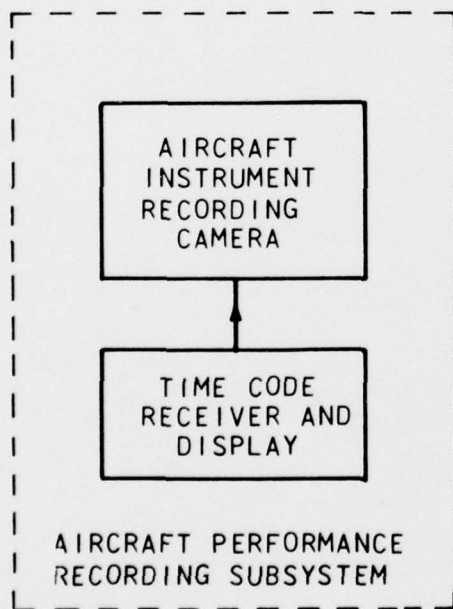 AIRCRAFT
INSTRUMENT
RECORDING
CAMERA
TIME CODE
RECEIVER AND
DISPLAY
AIRCRAFT PERFORMANCE
RECORDING SUBSYSTEM